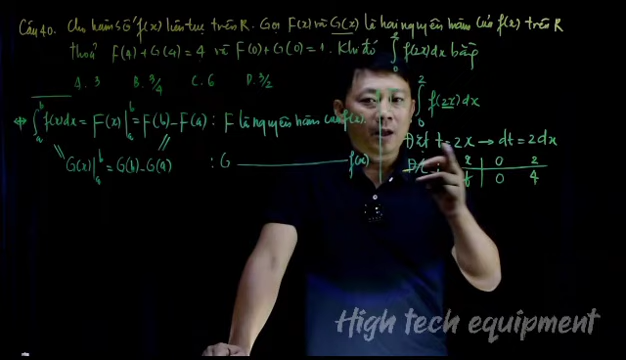 Câu 40. Cho hàm số f(x) liên tục trên R. Gọi F(x) và G(x) là hai nguyên hàm của f(x) trên R
thoả F(4) + G(4) = 4 và F(0) + G(0) = 1. Khi đó ∫₀² f(2x)dx bằng
A. 3 B. 3/4 C. 6 D. 3/2
∫ₐᵇ f(x)dx = F(x)|ₐᵇ = F(b) - F(a) : F là nguyên hàm của f(x).
G(x)|ₐᵇ = G(b) - G(a) : G ——— f(x)
∫₀² f(2x)dx
Đặt t = 2x → dt = 2dx
x | 0 2
t | 0 4
High tech equipment